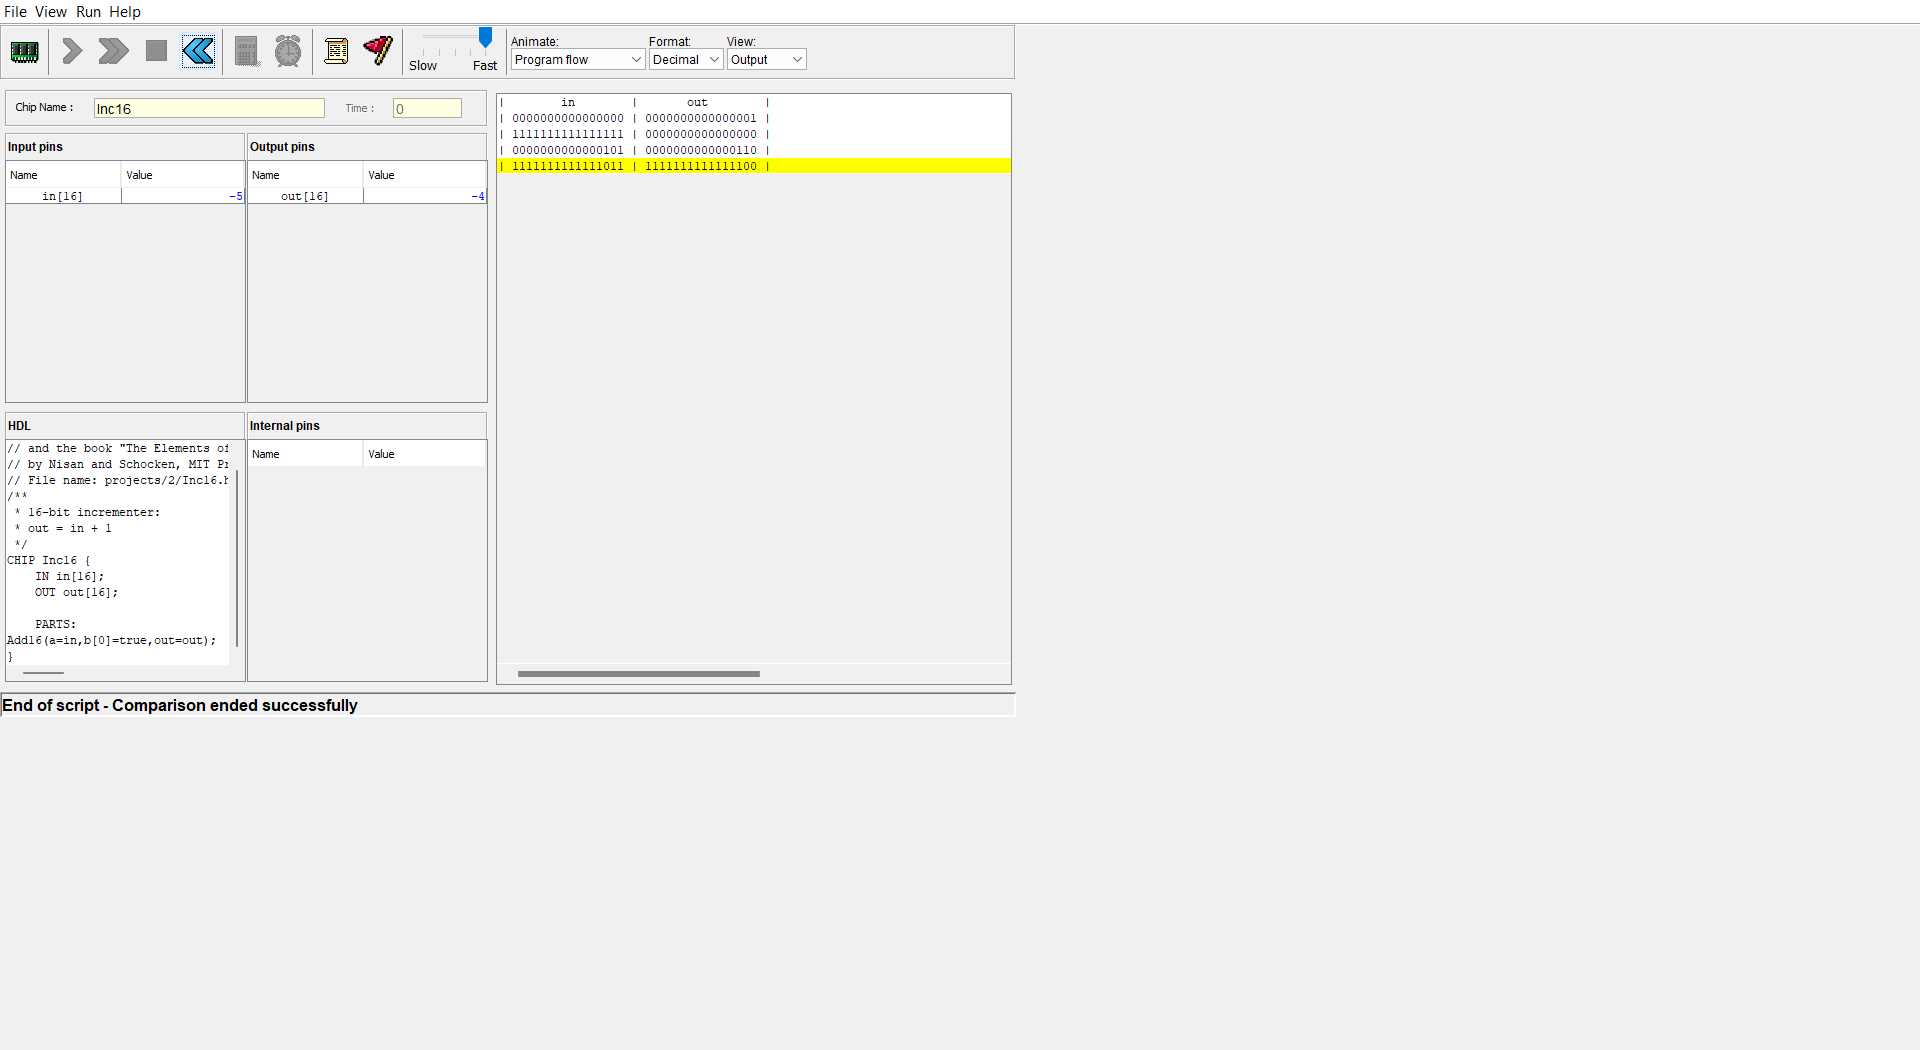 File View Run Help
Animate: Format: View:
Slow Fast Program flow Decimal Output
Chip Name : Inc16 Time : 0
Input pins
Name Value
in[16] -5
Output pins
Name Value
out[16] -4
HDL
// and the book "The Elements of
// by Nisan and Schocken, MIT Pr
// File name: projects/2/Inc16.h
/**
* 16-bit incrementer:
* out = in + 1
*/
CHIP Inc16 {
IN in[16];
OUT out[16];
PARTS:
Add16(a=in,b[0]=true,out=out);
}
Internal pins
Name Value
| in | out |
| 0000000000000000 | 0000000000000001 |
| 1111111111111111 | 0000000000000000 |
| 0000000000000101 | 0000000000000110 |
| 1111111111111011 | 1111111111111100 |
End of script - Comparison ended successfully